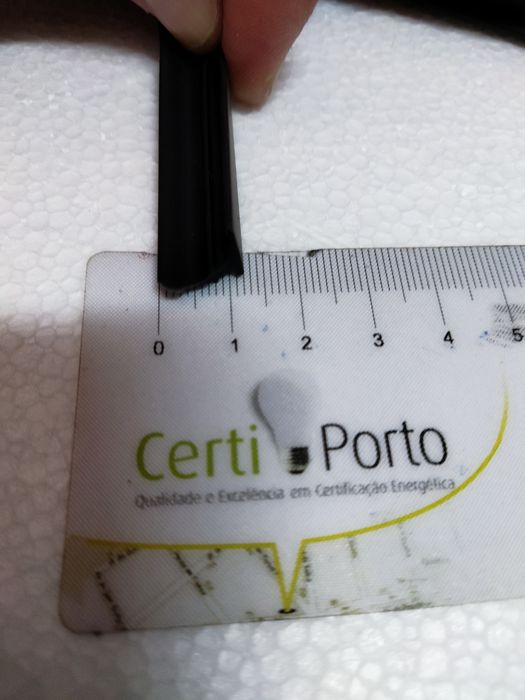 0 1 2 3 4 5
Certi Porto
Qualidade e Excelência em Certificação Energética